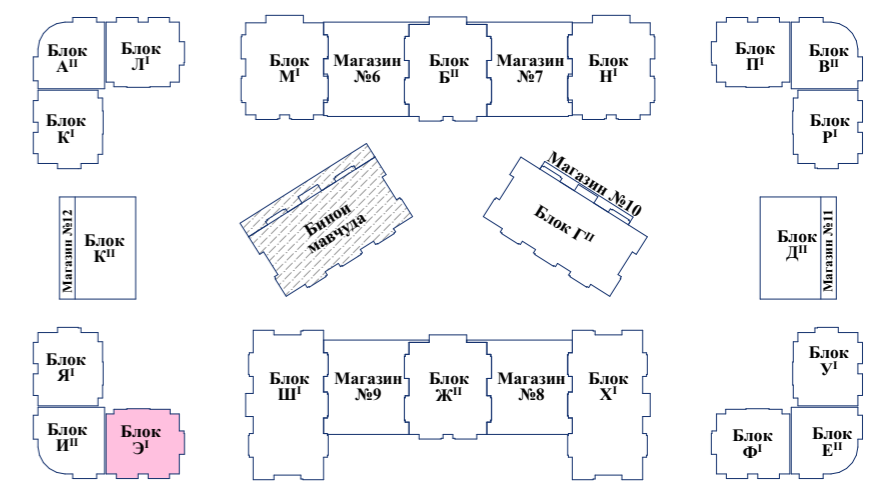 Блок
Aᴵᴵ
Блок
Лᴵ
Блок
Мᴵ
Магазин
№6
Блок
Бᴵᴵ
Магазин
№7
Блок
Нᴵ
Блок
Пᴵ
Блок
Вᴵᴵ
Блок
Кᴵ
Блок
Рᴵ
Магазин №12
Блок
Кᴵᴵ
Бинои
мавчуда
Магазин №10
Блок Гᴵᴵ
Блок
Дᴵᴵ
Магазин №11
Блок
Яᴵ
Блок
Шᴵ
Магазин
№9
Блок
Жᴵᴵ
Магазин
№8
Блок
Хᴵ
Блок
Уᴵ
Блок
Иᴵᴵ
Блок
Эᴵ
Блок
Фᴵ
Блок
Еᴵᴵ